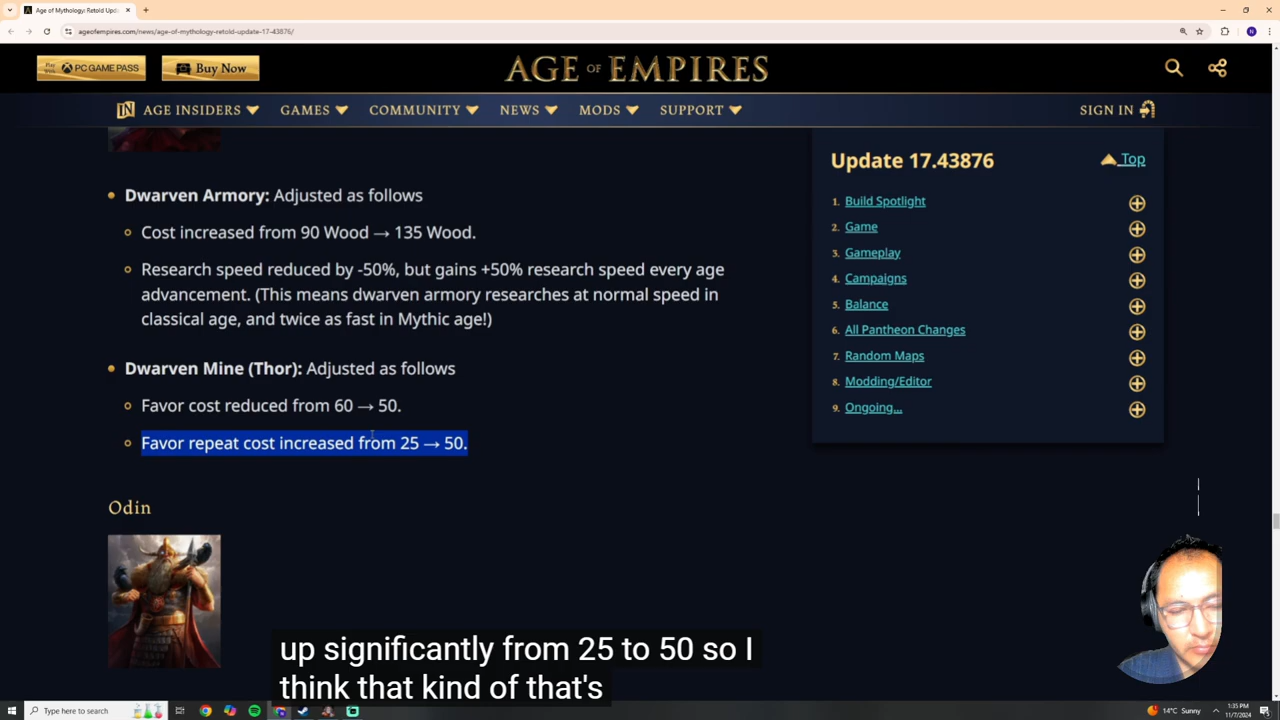 Age of Mythology: Retold Upd
ageofempires.com/news/age-of-mythology-retold-update-17-43876/
N
PC GAME PASS
Buy Now
AGE OF EMPIRES
AGE INSIDERS
GAMES
COMMUNITY
NEWS
MODS
SUPPORT
SIGN IN
Dwarven Armory: Adjusted as follows
Cost increased from 90 Wood → 135 Wood.
Research speed reduced by -50%, but gains +50% research speed every age
advancement. (This means dwarven armory researches at normal speed in
classical age, and twice as fast in Mythic age!)
Dwarven Mine (Thor): Adjusted as follows
Favor cost reduced from 60 → 50.
Favor repeat cost increased from 25 → 50.
Odin
Update 17.43876
Top
1. Build Spotlight
2. Game
3. Gameplay
4. Campaigns
5. Balance
6. All Pantheon Changes
7. Random Maps
8. Modding/Editor
9. Ongoing...
up significantly from 25 to 50 so I
think that kind of that's
Type here to search
14°C Sunny
1:35 PM
11/7/2024